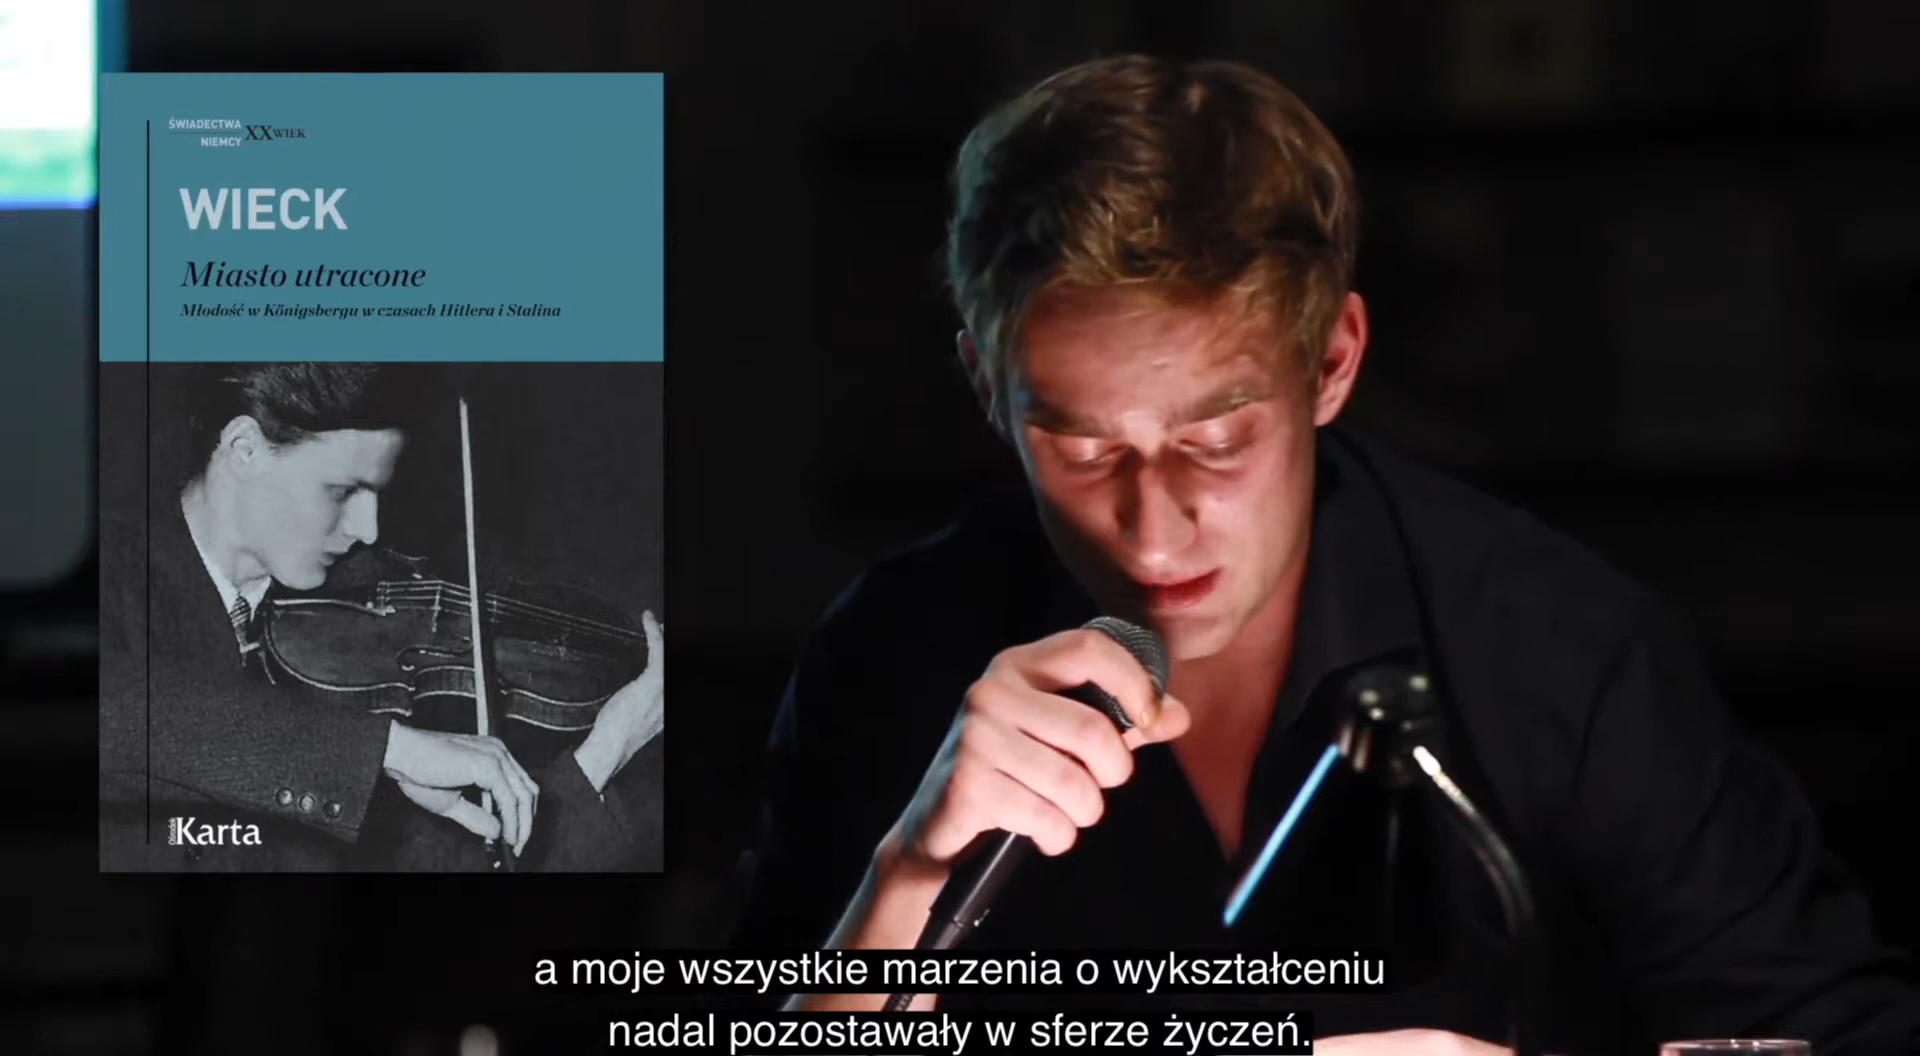 ŚWIADECTWA
NIEMCY
XX WIEK
WIECK
Miasto utracone
Młodość w Königsbergu w czasach Hitlera i Stalina
Ośrodek
Karta
a moje wszystkie marzenia o wykształceniu
nadal pozostawały w sferze życzeń.